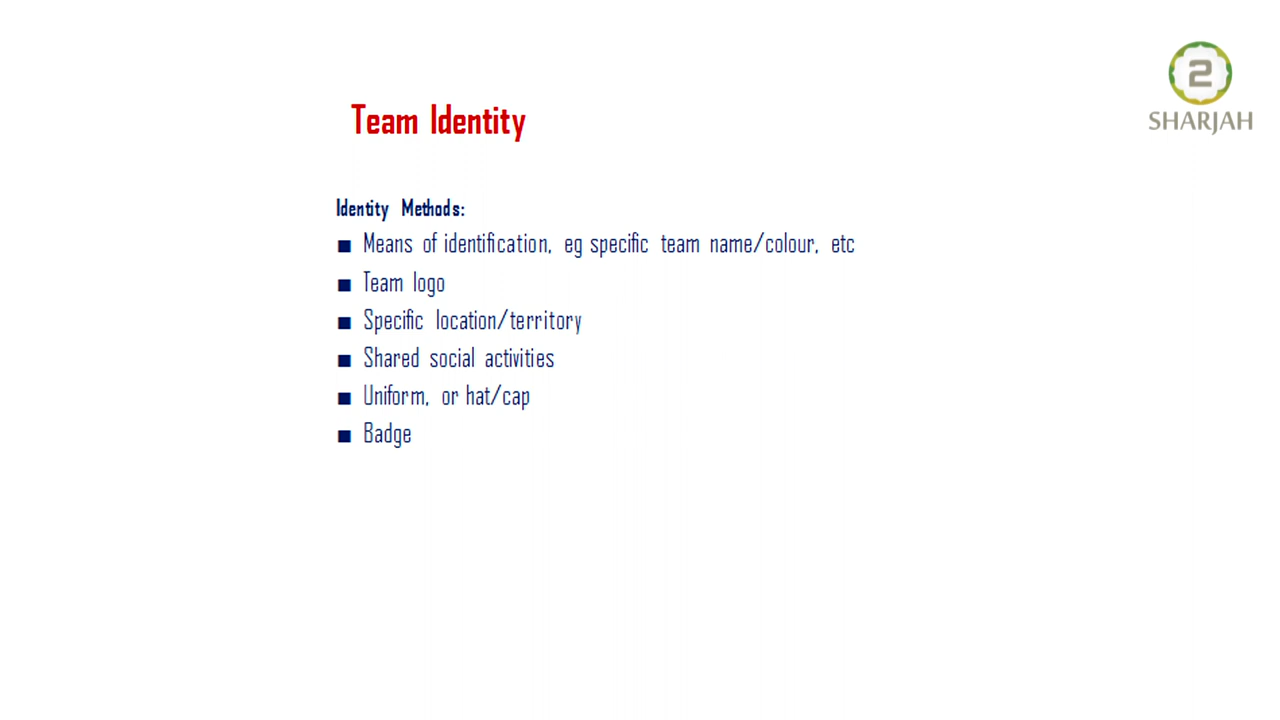 2
SHARJAH
Team Identity
Identity Methods:
■ Means of identification, eg specific team name/colour, etc
■ Team logo
■ Specific location/territory
■ Shared social activities
■ Uniform, or hat/cap
■ Badge